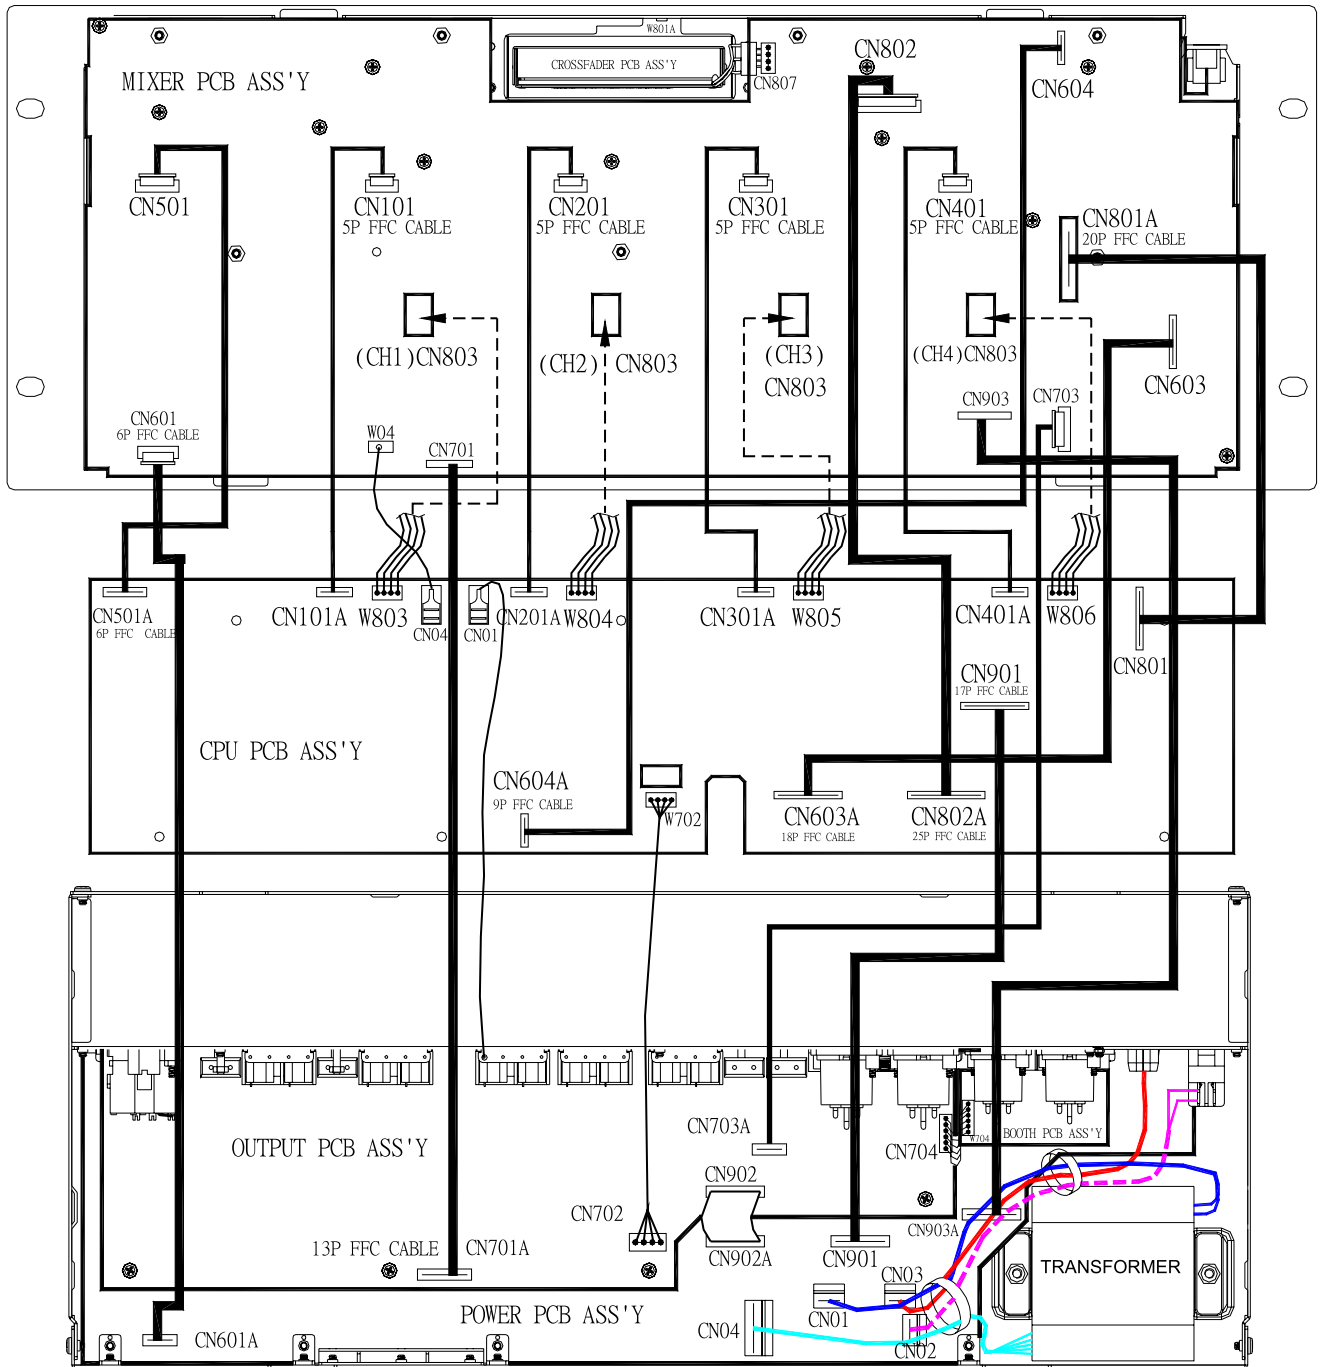 W801A
CROSSFADER PCB ASS'Y
CN807
CN802
CN604
MIXER PCB ASS'Y
CN501
CN101
5P FFC CABLE
CN201
5P FFC CABLE
CN301
5P FFC CABLE
CN401
5P FFC CABLE
CN801A
20P FFC CABLE
(CH1)CN803
(CH2) CN803
(CH3)
CN803
(CH4)CN803
CN603
CN601
6P FFC CABLE
W04
CN701
CN903
CN703
CN501A
6P FFC CABLE
CN101A
W803
CN04
CN01
CN201A
W804
CN301A
W805
CN401A
W806
CN801
CN901
17P FFC CABLE
CPU PCB ASS'Y
CN604A
9P FFC CABLE
W702
CN603A
18P FFC CABLE
CN802A
25P FFC CABLE
OUTPUT PCB ASS'Y
CN703A
CN704
W704
BOOTH PCB ASS'Y
CN902
CN702
CN903A
13P FFC CABLE
CN701A
CN902A
CN901
TRANSFORMER
CN03
CN01
POWER PCB ASS'Y
CN04
CN02
CN601A